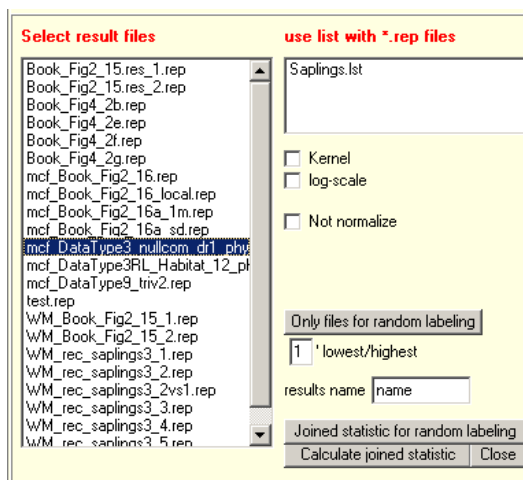 Select result files
Book_Fig2_15.res_1.rep
Book_Fig2_15.res_2.rep
Book_Fig4_2b.rep
Book_Fig4_2e.rep
Book_Fig4_2f.rep
Book_Fig4_2g.rep
mcf_Book_Fig2_16.rep
mcf_Book_Fig2_16_local.rep
mcf_Book_Fig2_16a_1m.rep
mcf_Book_Fig2_16a_sd.rep
mcf_DataType3_nullcom_dr1_phy
mcf_DataType3RL_Habitat_12_pl
mcf_DataType9_triv2.rep
test.rep
WM_Book_Fig2_15_1.rep
WM_Book_Fig2_15_2.rep
WM_rec_saplings3_1.rep
WM_rec_saplings3_2.rep
WM_rec_saplings3_2vs1.rep
WM_rec_saplings3_3.rep
WM_rec_saplings3_4.rep
WM_rec_saplings3_5.rep
use list with *.rep files
Saplings.lst
Kernel
log-scale
Not normalize
Only files for random labeling
1 ' lowest/highest
results name name
Joined statistic for random labeling
Calculate joined statistic Close